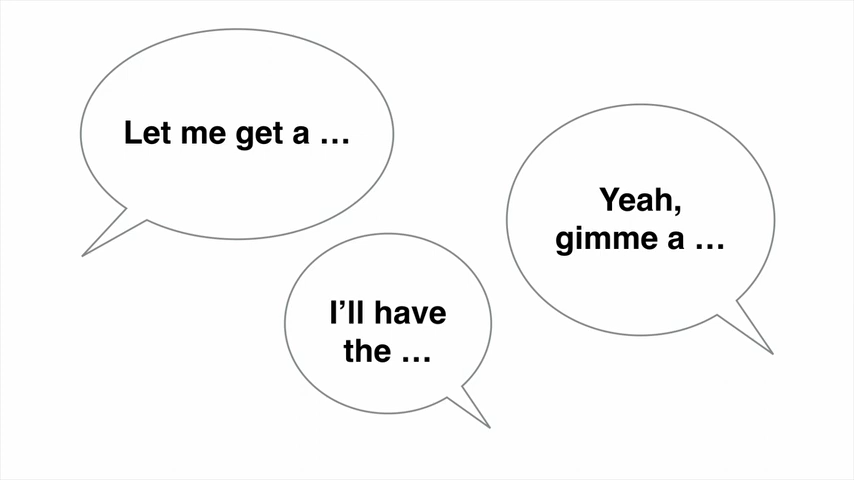 Let me get a …
Yeah,
gimme a …
I’ll have
the …